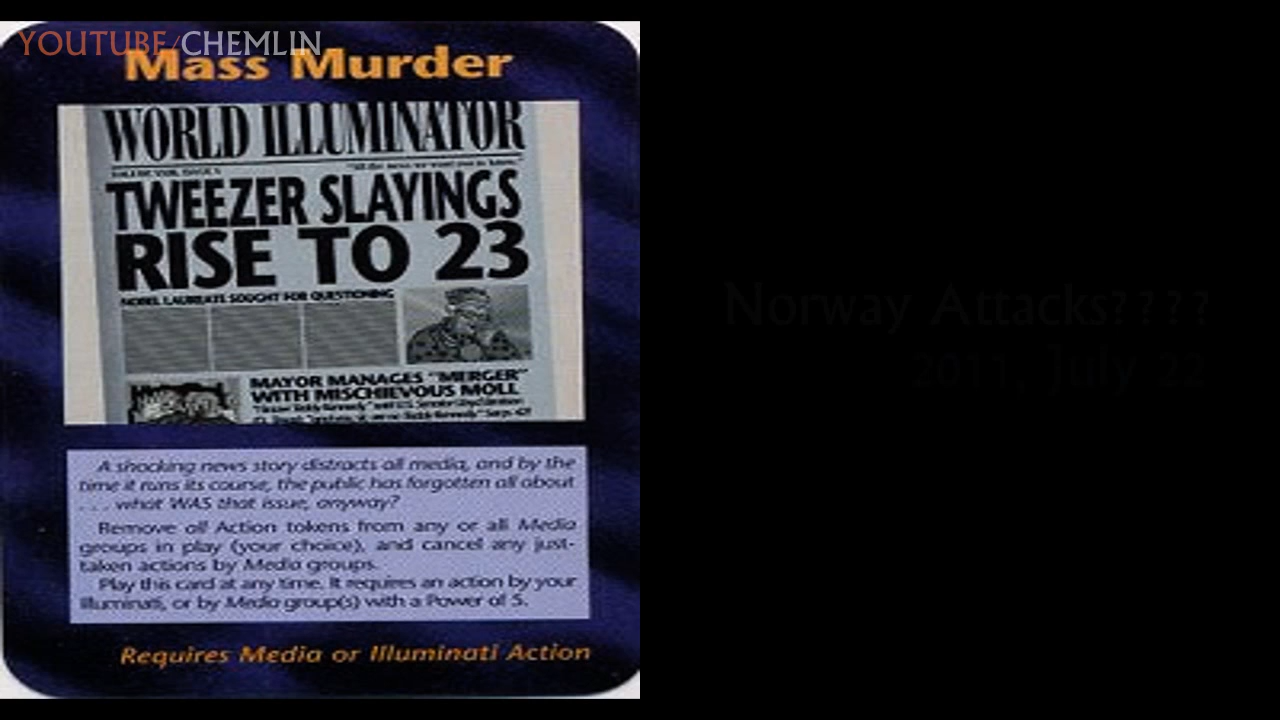 YOUTUBE/CHEMLIN
Mass Murder
WORLD ILLUMINATOR
TWEEZER SLAYINGS
RISE TO 23
NOBEL LAUREATE SOUGHT FOR QUESTIONING
MAYOR MANAGES "MERGER"
WITH MISCHIEVOUS MOLL
A shocking news story distracts all media, and by the
time it runs its course, the public has forgotten all about
. . . what WAS that issue, anyway?
Remove all Action tokens from any or all Media
groups in play (your choice), and cancel any just-
taken actions by Media groups.
Play this card at any time. It requires an action by your
Illuminati, or by Media group(s) with a Power of 5.
Requires Media or Illuminati Action
Norway Attacks????
2011, July 22